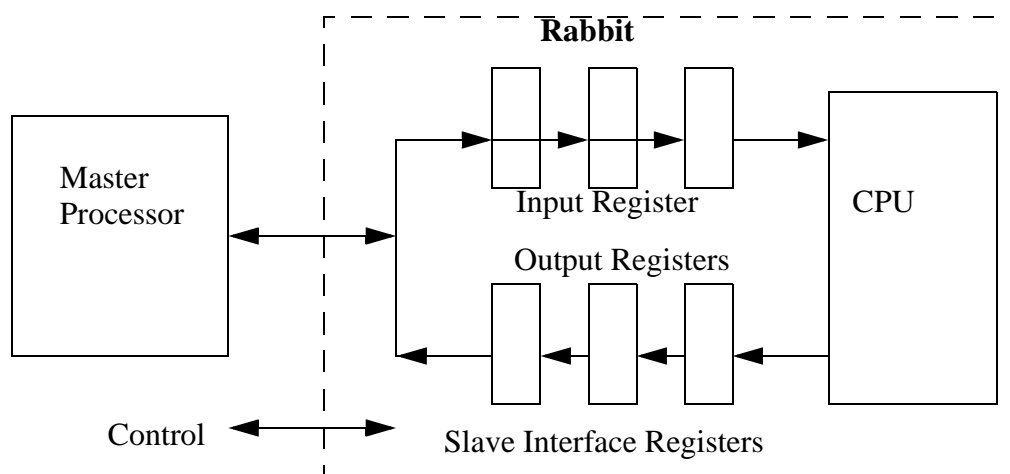 Rabbit
Master
Processor
Input Register
CPU
Output Registers
Control
Slave Interface Registers